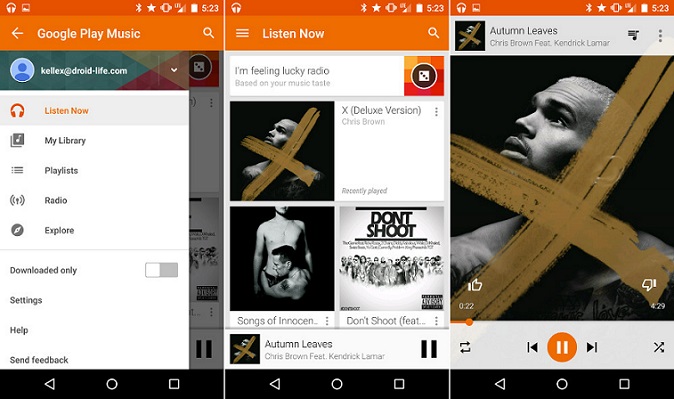 5:23
Google Play Music
kellex@droid-life.com
Listen Now
My Library
Playlists
Radio
Explore
Downloaded only
Settings
Help
Send feedback
5:23
Listen Now
I'm feeling lucky radio
Based on your music taste
X (Deluxe Version)
Chris Brown
Recently played
DONT
SHOOT
Songs of Innocen..
Don't Shoot (feat...
Autumn Leaves
Chris Brown Feat. Kendrick Lamar
5:23
Autumn Leaves
Chris Brown Feat. Kendrick Lamar
0:22
4:29